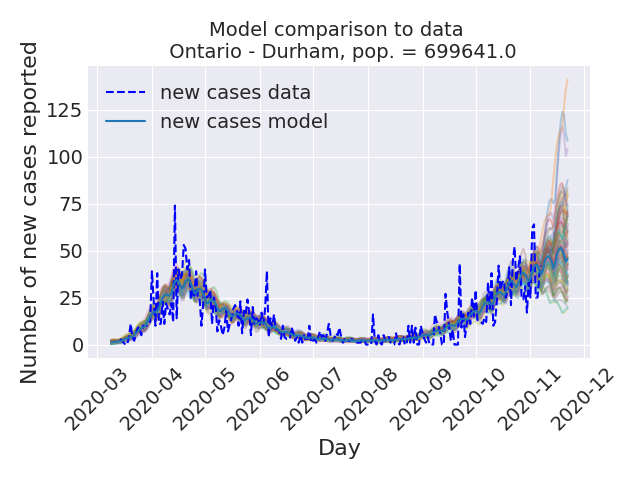 Model comparison to data
Ontario - Durham, pop. = 699641.0
Number of new cases reported
125
100
75
50
25
0
new cases data
new cases model
2020-03
2020-04
2020-05
2020-06
2020-07
2020-08
2020-09
2020-10
2020-11
2020-12
Day